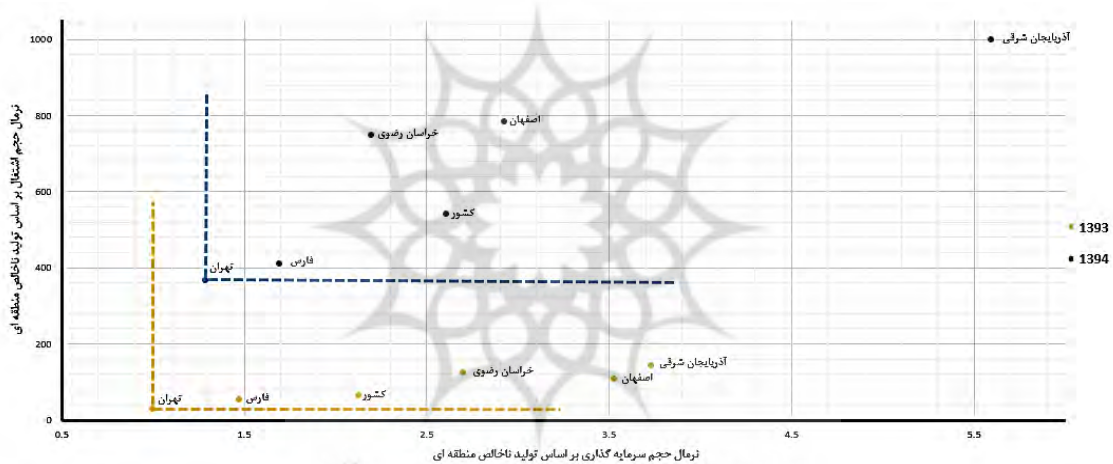 نرمال حجم اشتغال بر اساس تولید ناخالص منطقه ای
1000
800
600
400
200
0
آذربایجان شرقی
اصفهان
خراسان رضوی
کشور
فارس
تهران
1393
1394
آذربایجان شرقی
اصفهان
خراسان رضوی
کشور
فارس
تهران
0.5
1.5
2.5
3.5
4.5
5.5
نرمال حجم سرمایه گذاری بر اساس تولید ناخالص منطقه ای